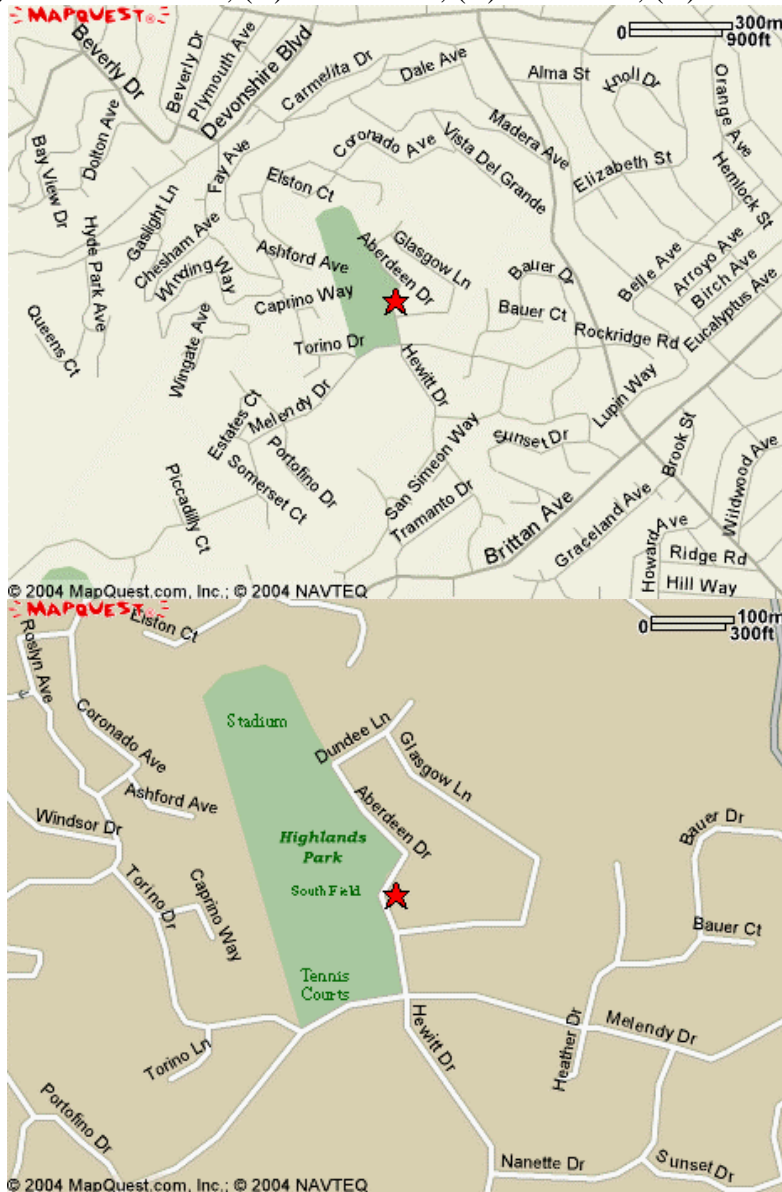 MAPQUEST
0 300m
900ft
Beverly Dr
Beverly Dr
Plymouth Ave
Devonshire Blvd
Carmelita Dr
Dale Ave
Alma St
Knoll Dr
Orange Ave
Dolton Ave
Bay View Dr
Fay Ave
Coronado Ave
Vista Del Grande
Madera Ave
Elizabeth St
Hemlock St
Elston Ct
Gaslight Ln
Hyde Park Ave
Chesham Ave
Winding Way
Ashford Ave
Aberdeen Dr
Glasgow Ln
Belle Ave
Arroyo Ave
Birch Ave
Eucalyptus Ave
Bauer Dr
Caprino Way
Bauer Ct
Rockridge Rd
Queens Ct
Wingate Ave
Torino Dr
Hewitt Dr
Lupin Way
Estates Ct
Melendy Dr
Portofino Dr
Somerset Ct
San Simeon Way
Sunset Dr
Brook St
Wildwood Ave
Piccadilly Ct
Tramanto Dr
Brittan Ave
Graceland Ave
Howard Ave
Ridge Rd
Hill Way
© 2004 MapQuest.com, Inc.; © 2004 NAVTEQ
MAPQUEST
0 100m
300ft
Elston Ct
Roslyn Ave
Coronado Ave
Stadium
Dundee Ln
Glasgow Ln
Ashford Ave
Aberdeen Dr
Windsor Dr
Highlands
Park
Bauer Dr
Torino Dr
Caprino Way
South Field
Bauer Ct
Tennis
Courts
Hewitt Dr
Melendy Dr
Heather Dr
Torino Ln
Portofino Dr
Nanette Dr
Sunset Dr
© 2004 MapQuest.com, Inc.; © 2004 NAVTEQ